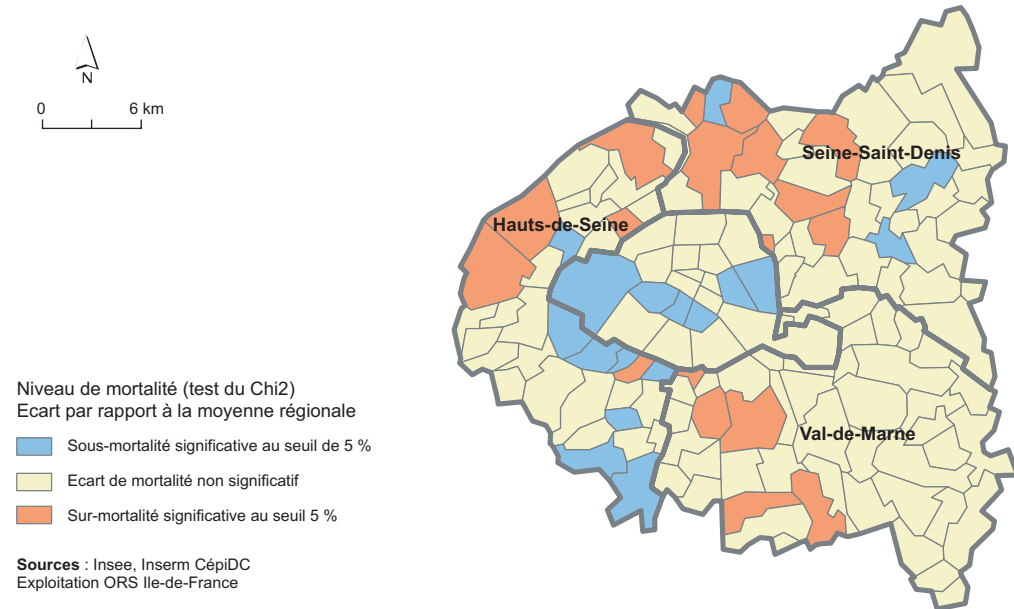 N
0 6 km
Seine-Saint-Denis
Hauts-de-Seine
Val-de-Marne
Niveau de mortalité (test du Chi2)
Ecart par rapport à la moyenne régionale
Sous-mortalité significative au seuil de 5 %
Ecart de mortalité non significatif
Sur-mortalité significative au seuil 5 %
Sources : Insee, Inserm CépiDC
Exploitation ORS Ile-de-France